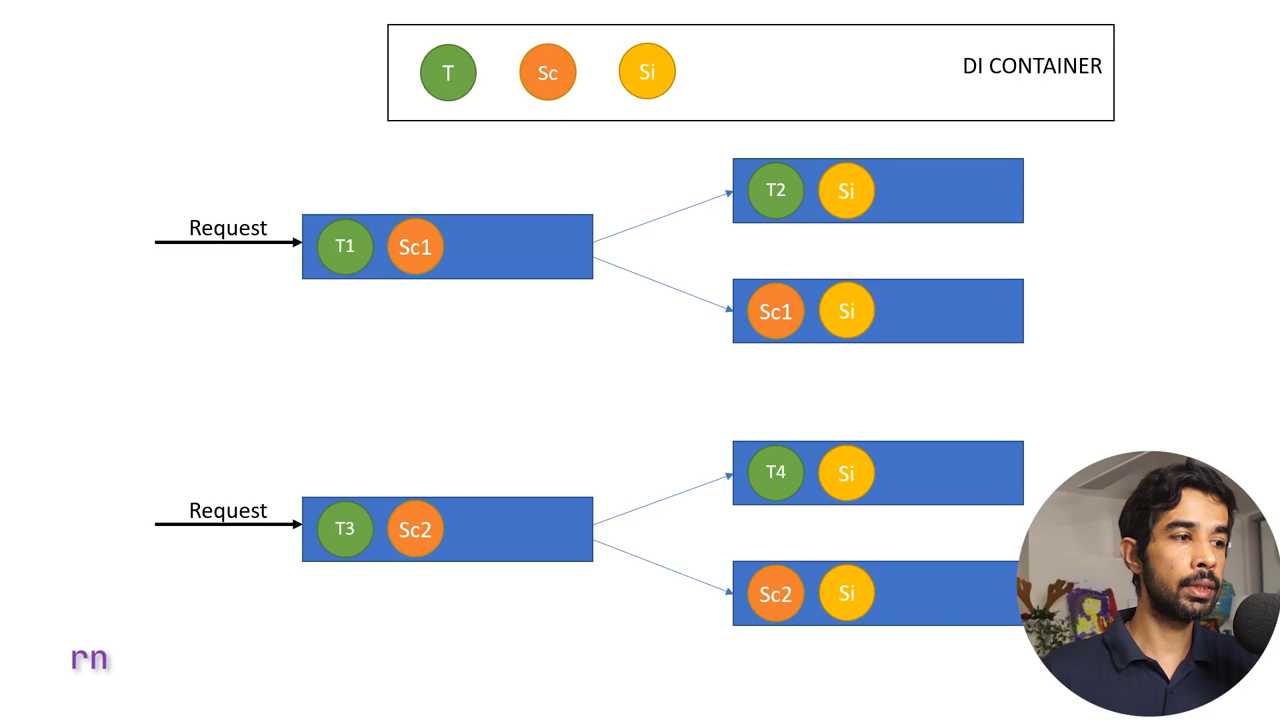 T Sc Si DI CONTAINER
T2 Si
Request
T1 Sc1
Sc1 Si
T4 Si
Request
T3 Sc2
Sc2 Si
rn